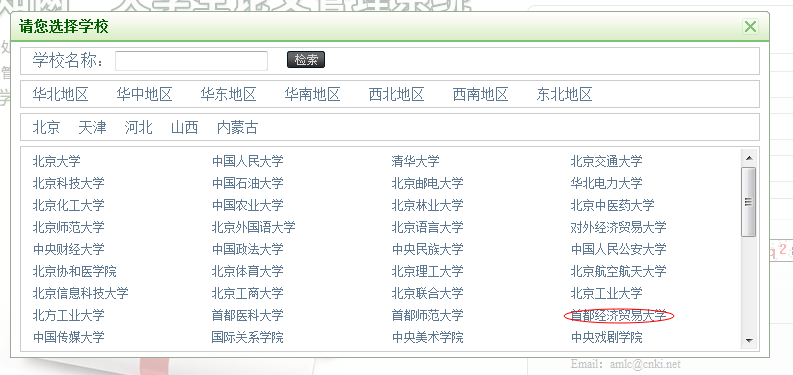 大学生论文管理系统
请您选择学校
学校名称： 检索
华北地区 华中地区 华东地区 华南地区 西北地区 西南地区 东北地区
北京 天津 河北 山西 内蒙古
北京大学 中国人民大学 清华大学 北京交通大学
北京科技大学 中国石油大学 北京邮电大学 华北电力大学
北京化工大学 中国农业大学 北京林业大学 北京中医药大学
北京师范大学 北京外国语大学 北京语言大学 对外经济贸易大学
中央财经大学 中国政法大学 中央民族大学 中国人民公安大学
北京协和医学院 北京体育大学 北京理工大学 北京航空航天大学
北京信息科技大学 北京工商大学 北京联合大学 北京工业大学
北方工业大学 首都医科大学 首都师范大学 首都经济贸易大学
中国传媒大学 国际关系学院 中央美术学院 中央戏剧学院
Email：amlc@cnki.net